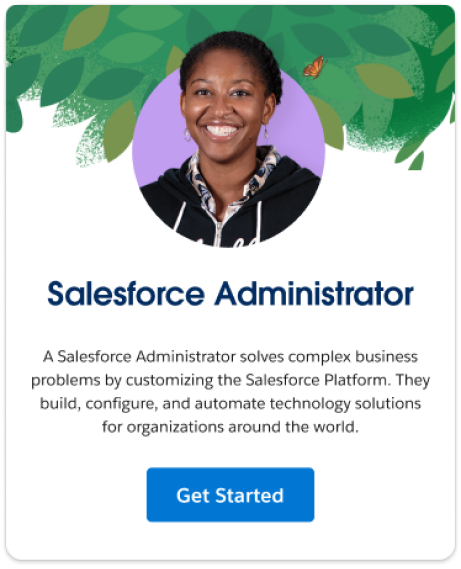 Salesforce Administrator
A Salesforce Administrator solves complex business
problems by customizing the Salesforce Platform. They
build, configure, and automate technology solutions
for organizations around the world.
Get Started